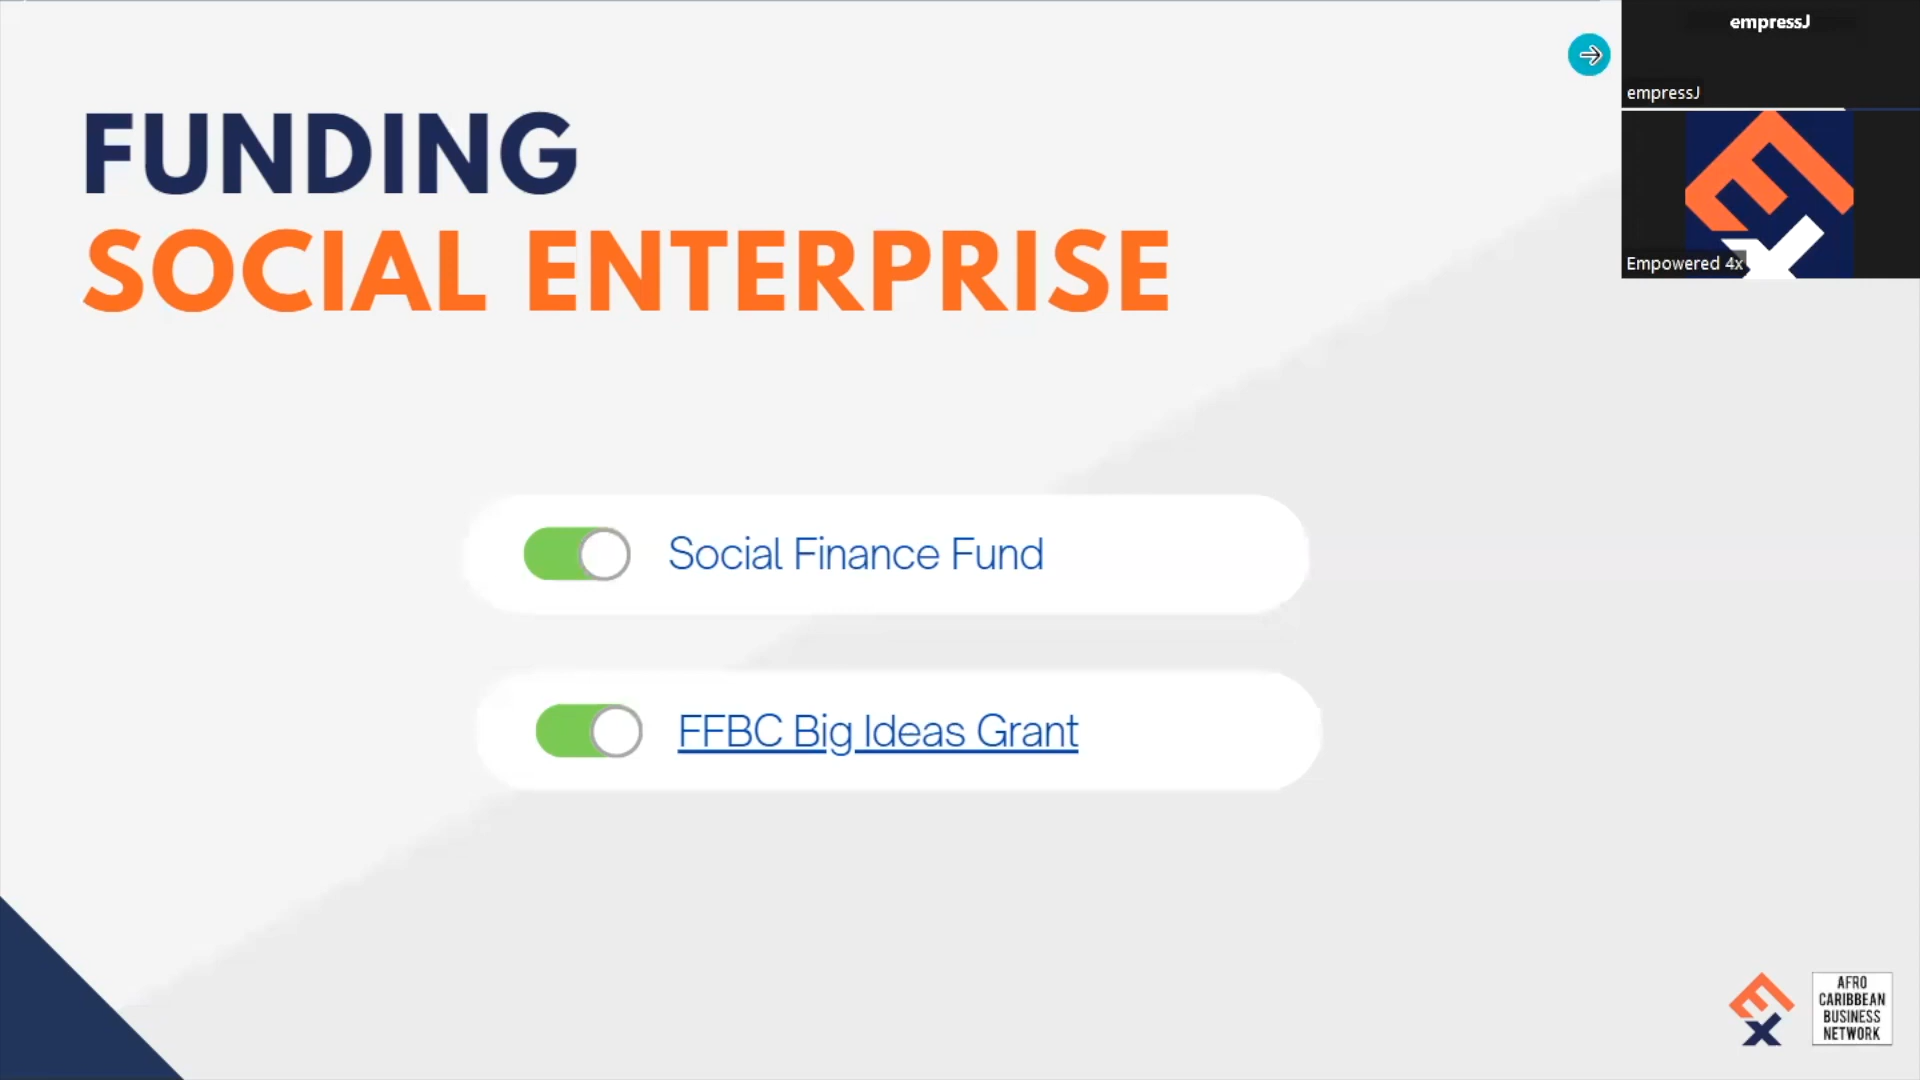 FUNDING
SOCIAL ENTERPRISE
Social Finance Fund
FFBC Big Ideas Grant
empressJ
empressJ
Empowered 4x
AFRO
CARIBBEAN
BUSINESS
NETWORK